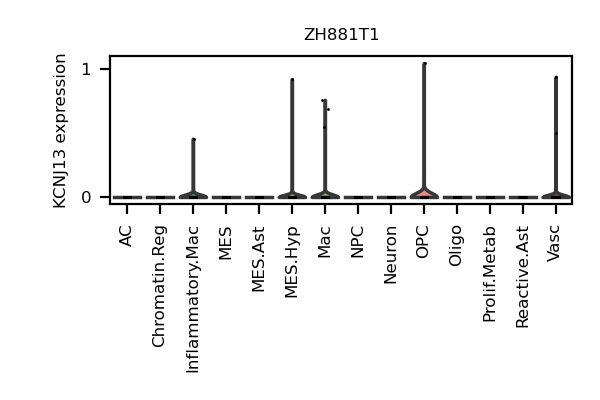 ZH881T1
KCNJ13 expression
1
0
AC
Chromatin.Reg
Inflammatory.Mac
MES
MES.Ast
MES.Hyp
Mac
NPC
Neuron
OPC
Oligo
Prolif.Metab
Reactive.Ast
Vasc